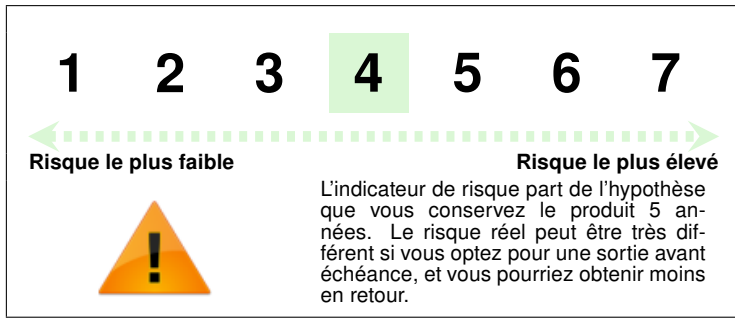 1 2 3 4 5 6 7
Risque le plus faible Risque le plus élevé
L'indicateur de risque part de l'hypothèse
que vous conservez le produit 5 an-
nées. Le risque réel peut être très dif-
férent si vous optez pour une sortie avant
échéance, et vous pourriez obtenir moins
en retour.